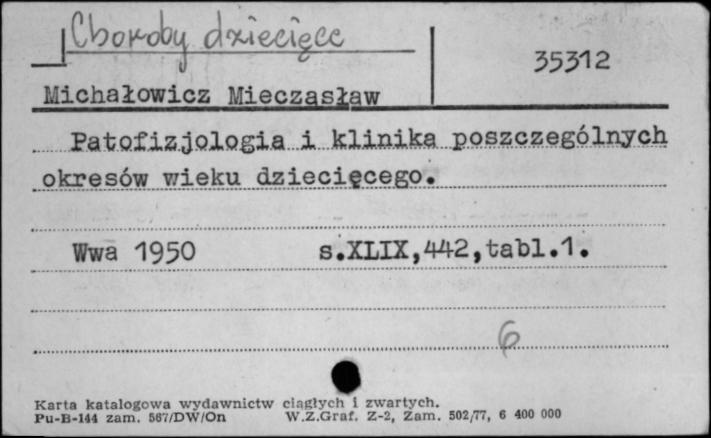 Choroby dziecięce
35312
Michałowicz Mieczasław
Patofizjologia i klinika poszczególnych
okresów wieku dziecięcego.
Wwa 1950 s.XLIX,442,tabl.1.
6
Karta katalogowa wydawnictw ciągłych i zwartych.
Pu-B-144 zam. 567/DW/On W.Z.Graf. Z-2, Zam. 502/77, 6 400 000